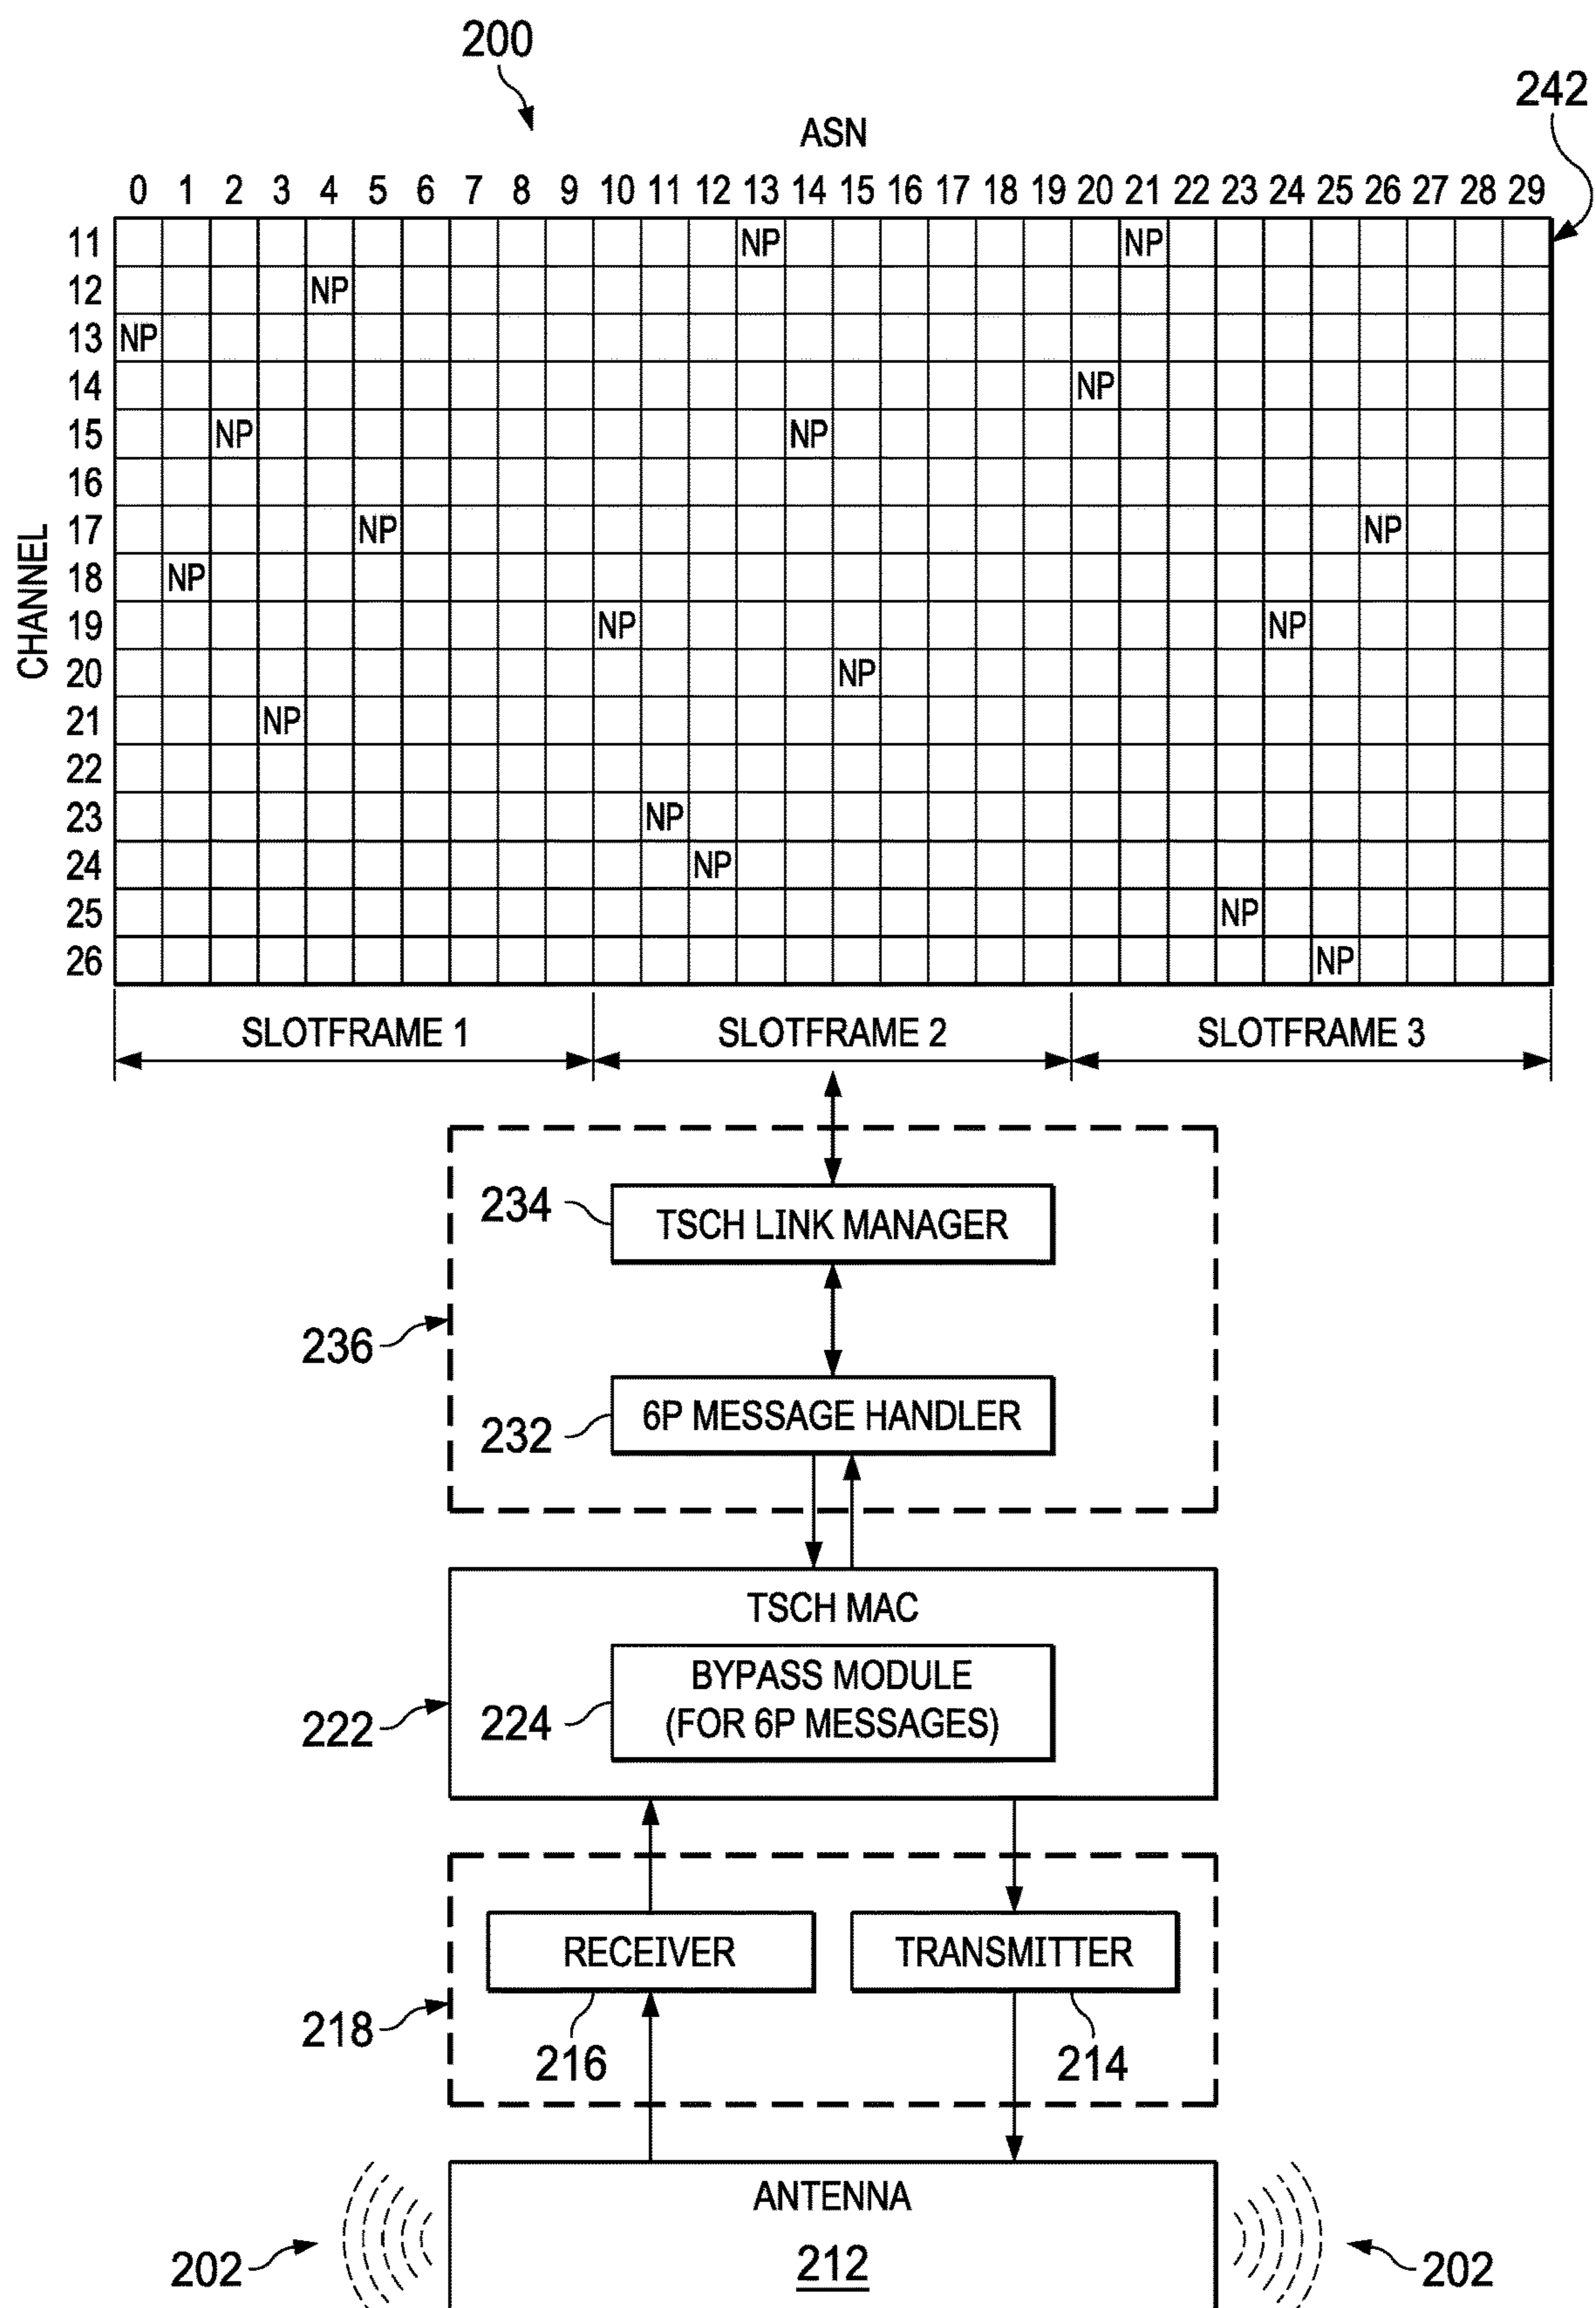 200
242
ASN
0 1 2 3 4 5 6 7 8 9 10 11 12 13 14 15 16 17 18 19 20 21 22 23 24 25 26 27 28 29
CHANNEL
11 NP NP
12 NP
13 NP
14 NP
15 NP NP
16
17 NP NP
18 NP
19 NP NP
20 NP
21 NP
22
23 NP
24 NP
25 NP
26 NP
SLOTFRAME 1 SLOTFRAME 2 SLOTFRAME 3
234 TSCH LINK MANAGER
236
232 6P MESSAGE HANDLER
TSCH MAC
222 224 BYPASS MODULE
(FOR 6P MESSAGES)
RECEIVER TRANSMITTER
218 216 214
ANTENNA
202 212 202